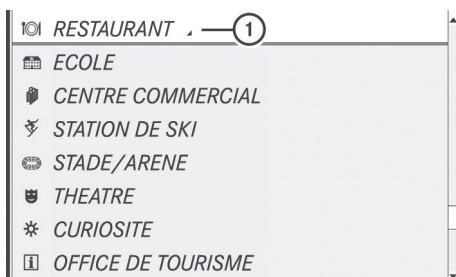 RESTAURANT 1
ECOLE
CENTRE COMMERCIAL
STATION DE SKI
STADE/ARENE
THEATRE
CURIOSITE
i OFFICE DE TOURISME